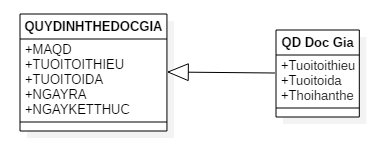 QUYDINHTHEDOCGIA
+MAQD
+TUOITOITHIEU
+TUOITOIDA
+NGAYRA
+NGAYKETTHUC
QD Doc Gia
+Tuoitoithieu
+Tuoitoida
+Thoihanthe